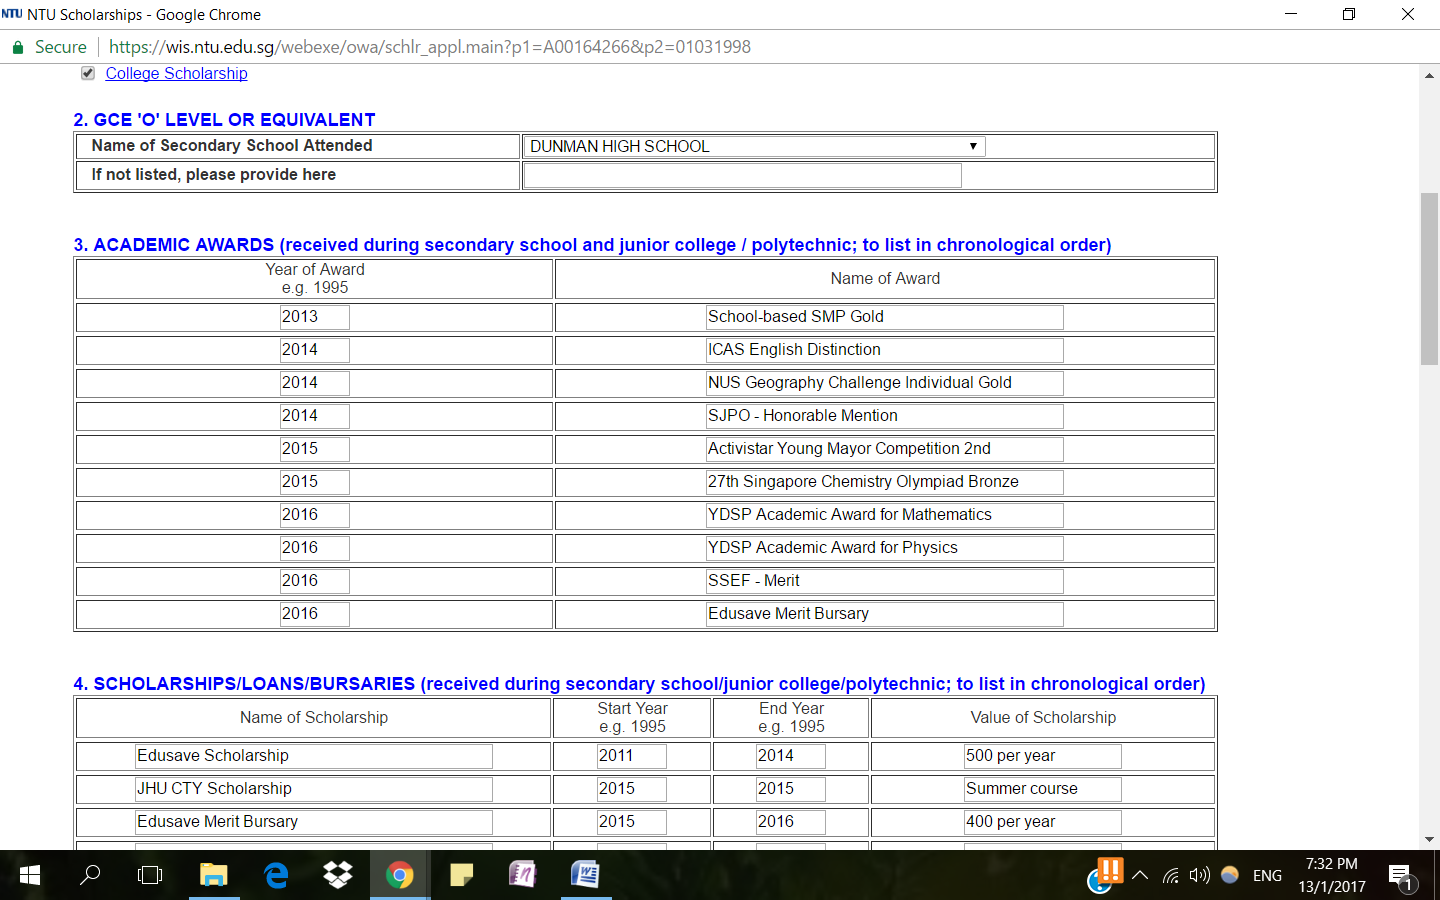 NTU NTU Scholarships - Google Chrome
Secure https://wis.ntu.edu.sg/webexe/owa/schlr_appl.main?p1=A00164266&p2=01031998
College Scholarship
2. GCE 'O' LEVEL OR EQUIVALENT
Name of Secondary School Attended DUNMAN HIGH SCHOOL
If not listed, please provide here
3. ACADEMIC AWARDS (received during secondary school and junior college / polytechnic; to list in chronological order)
Year of Award
e.g. 1995
Name of Award
2013 School-based SMP Gold
2014 ICAS English Distinction
2014 NUS Geography Challenge Individual Gold
2014 SJPO - Honorable Mention
2015 Activistar Young Mayor Competition 2nd
2015 27th Singapore Chemistry Olympiad Bronze
2016 YDSP Academic Award for Mathematics
2016 YDSP Academic Award for Physics
2016 SSEF - Merit
2016 Edusave Merit Bursary
4. SCHOLARSHIPS/LOANS/BURSARIES (received during secondary school/junior college/polytechnic; to list in chronological order)
Name of Scholarship
Start Year
e.g. 1995
End Year
e.g. 1995
Value of Scholarship
Edusave Scholarship 2011 2014 500 per year
JHU CTY Scholarship 2015 2015 Summer course
Edusave Merit Bursary 2015 2016 400 per year
ENG
7:32 PM
13/1/2017
1